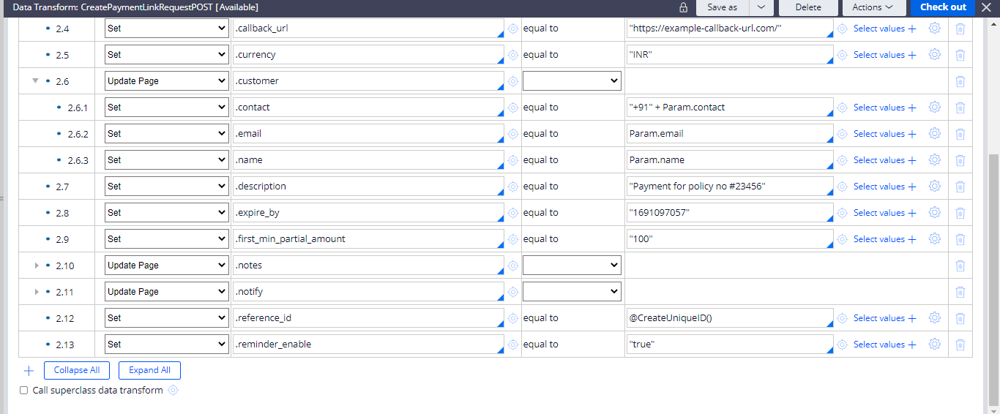 Data Transform: CreatePaymentLinkRequestPOST [Available] Save as Delete Actions Check out
2.4 Set .callback_url equal to "https://example-callback-url.com/" Select values
2.5 Set .currency equal to "INR" Select values
2.6 Update Page .customer
2.6.1 Set .contact equal to "+91" + Param.contact Select values
2.6.2 Set .email equal to Param.email Select values
2.6.3 Set .name equal to Param.name Select values
2.7 Set .description equal to "Payment for policy no #23456" Select values
2.8 Set .expire_by equal to "1691097057" Select values
2.9 Set .first_min_partial_amount equal to "100" Select values
2.10 Update Page .notes
2.11 Update Page .notify
2.12 Set .reference_id equal to @CreateUniqueID() Select values
2.13 Set .reminder_enable equal to "true" Select values
Collapse All Expand All
Call superclass data transform